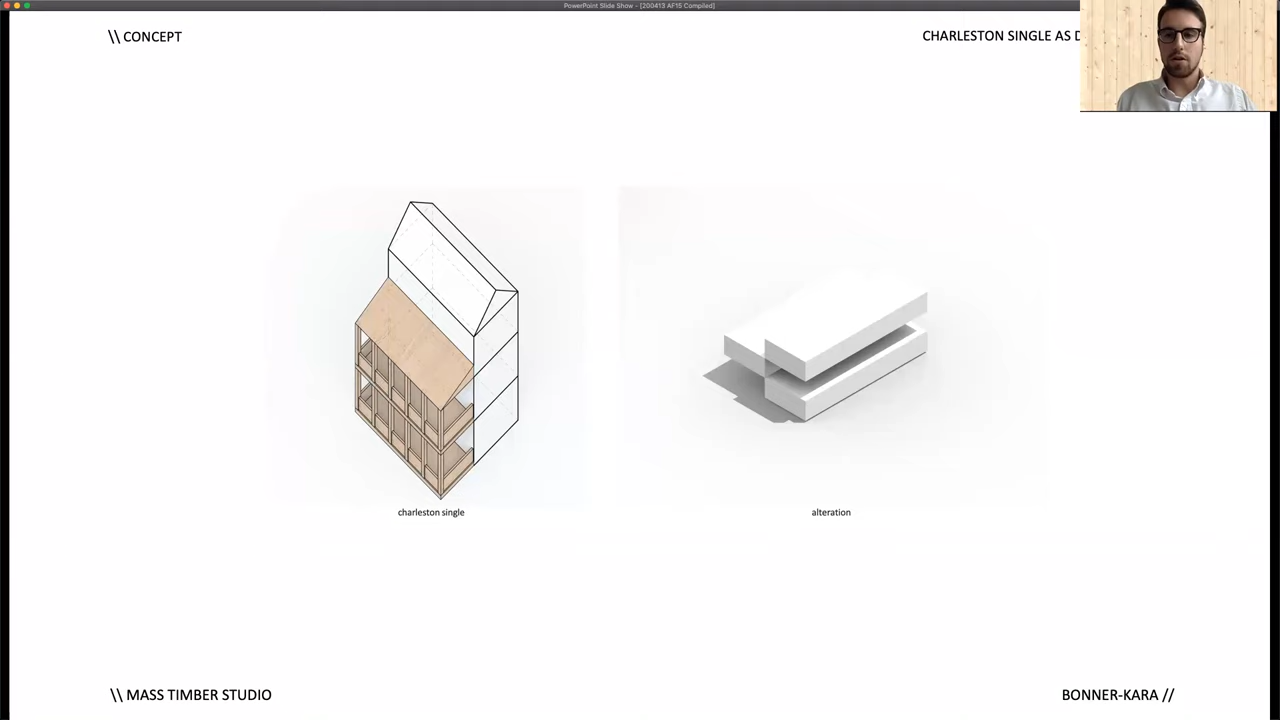 PowerPoint Slide Show - [200413 AF15 Compiled]
\\ CONCEPT
CHARLESTON SINGLE AS
charleston single
alteration
\\ MASS TIMBER STUDIO
BONNER-KARA //